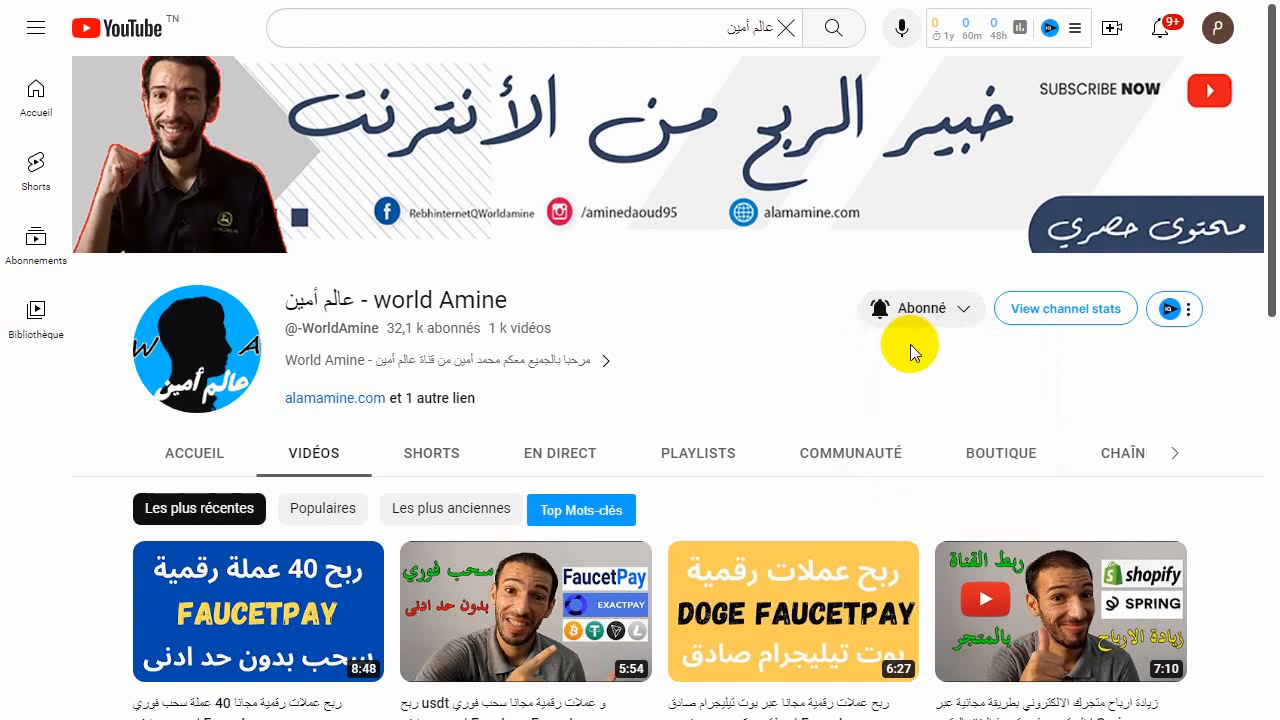 YouTube TN
عالم أمين
0 0 0
1y 60m 48h
9+
Accueil
Shorts
Abonnements
Bibliothèque
خبير الربح من الأنترنت
SUBSCRIBE NOW
RebhinternetQWorldamine
/aminedaoud95
alamamine.com
محتوى حصري
عالم أمين - world Amine
@-WorldAmine 32,1 k abonnés 1 k vidéos
World Amine - مرحبا بالجميع معكم محمد أمين من قناة عالم أمين
alamamine.com et 1 autre lien
Abonné
View channel stats
W A
عالم أمين
ACCUEIL
VIDÉOS
SHORTS
EN DIRECT
PLAYLISTS
COMMUNAUTÉ
BOUTIQUE
CHAÎN
Les plus récentes
Populaires
Les plus anciennes
Top Mots-clés
ربح 40 عملة رقمية
FAUCETPAY
سحب بدون حد ادنى
8:48
سحب فوري
بدون حد ادنى
FaucetPay
EXACTPAY
5:54
ربح عملات رقمية
DOGE FAUCETPAY
بوت تيليجرام صادق
6:27
ربط القناة
بالمتجر
shopify
SPRING
زيادة الارباح
7:10
ربح عملات رقمية مجانا 40 عملة سحب فوري
ربح usdt و عملات رقمية مجانا سحب فوري
ربح عملات رقمية مجانا عبر بوت تيليجرام صادق
زيادة ارباح متجرك الالكتروني بطريقة مجانية عبر